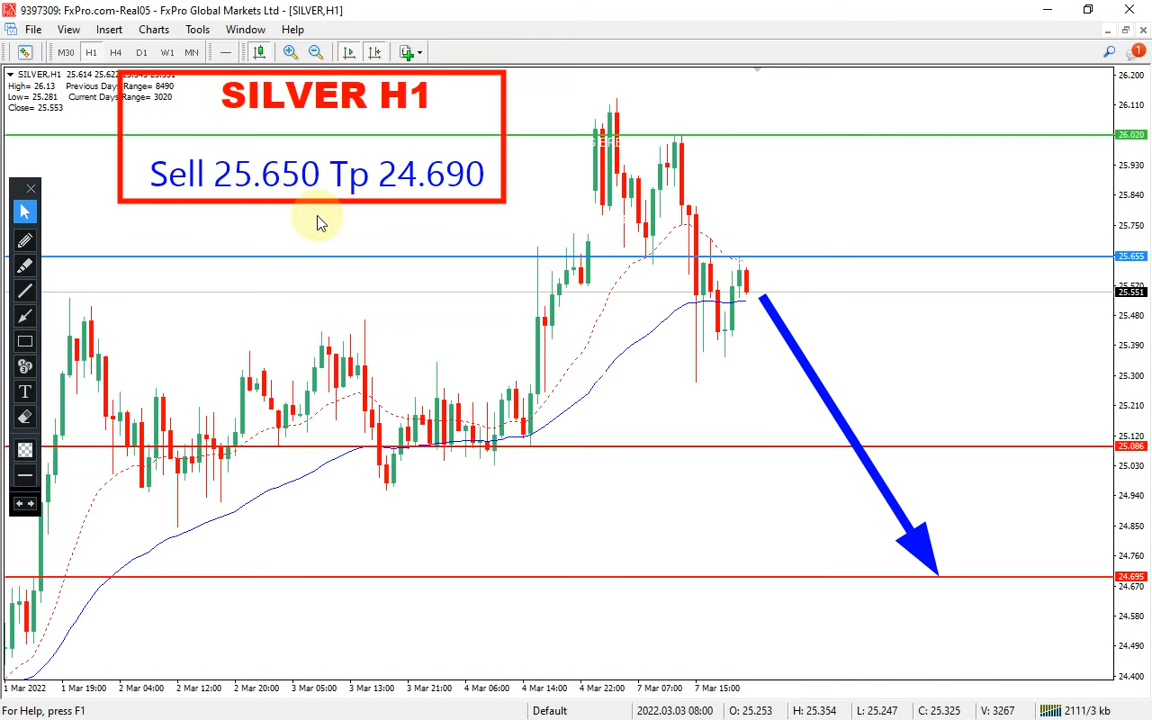 9397309: FxPro.com-Real05 - FxPro Global Markets Ltd - [SILVER,H1]
File View Insert Charts Tools Window Help
M30 H1 H4 D1 W1 MN
1
SILVER,H1 25.614 25.622
High= 26.13 Previous Days Range= 8490
Low= 25.281 Current Days Range= 3020
Close= 25.553
SILVER H1
Sell 25.650 Tp 24.690
T
26.200
26.110
26.020
25.930
25.840
25.750
25.655
25.570
25.551
25.480
25.390
25.300
25.210
25.120
25.086
25.030
24.940
24.850
24.760
24.695
24.670
24.580
24.490
24.400
1 Mar 2022 1 Mar 19:00 2 Mar 04:00 2 Mar 12:00 2 Mar 20:00 3 Mar 05:00 3 Mar 13:00 3 Mar 21:00 4 Mar 06:00 4 Mar 14:00 4 Mar 22:00 7 Mar 07:00 7 Mar 15:00
For Help, press F1 Default 2022.03.03 08:00 O: 25.253 H: 25.354 L: 25.247 C: 25.325 V: 3267 2111/3 kb